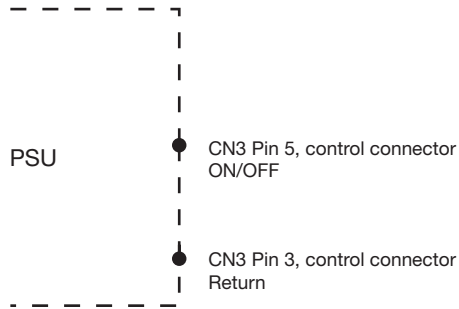 PSU
CN3 Pin 5, control connector
ON/OFF
CN3 Pin 3, control connector
Return